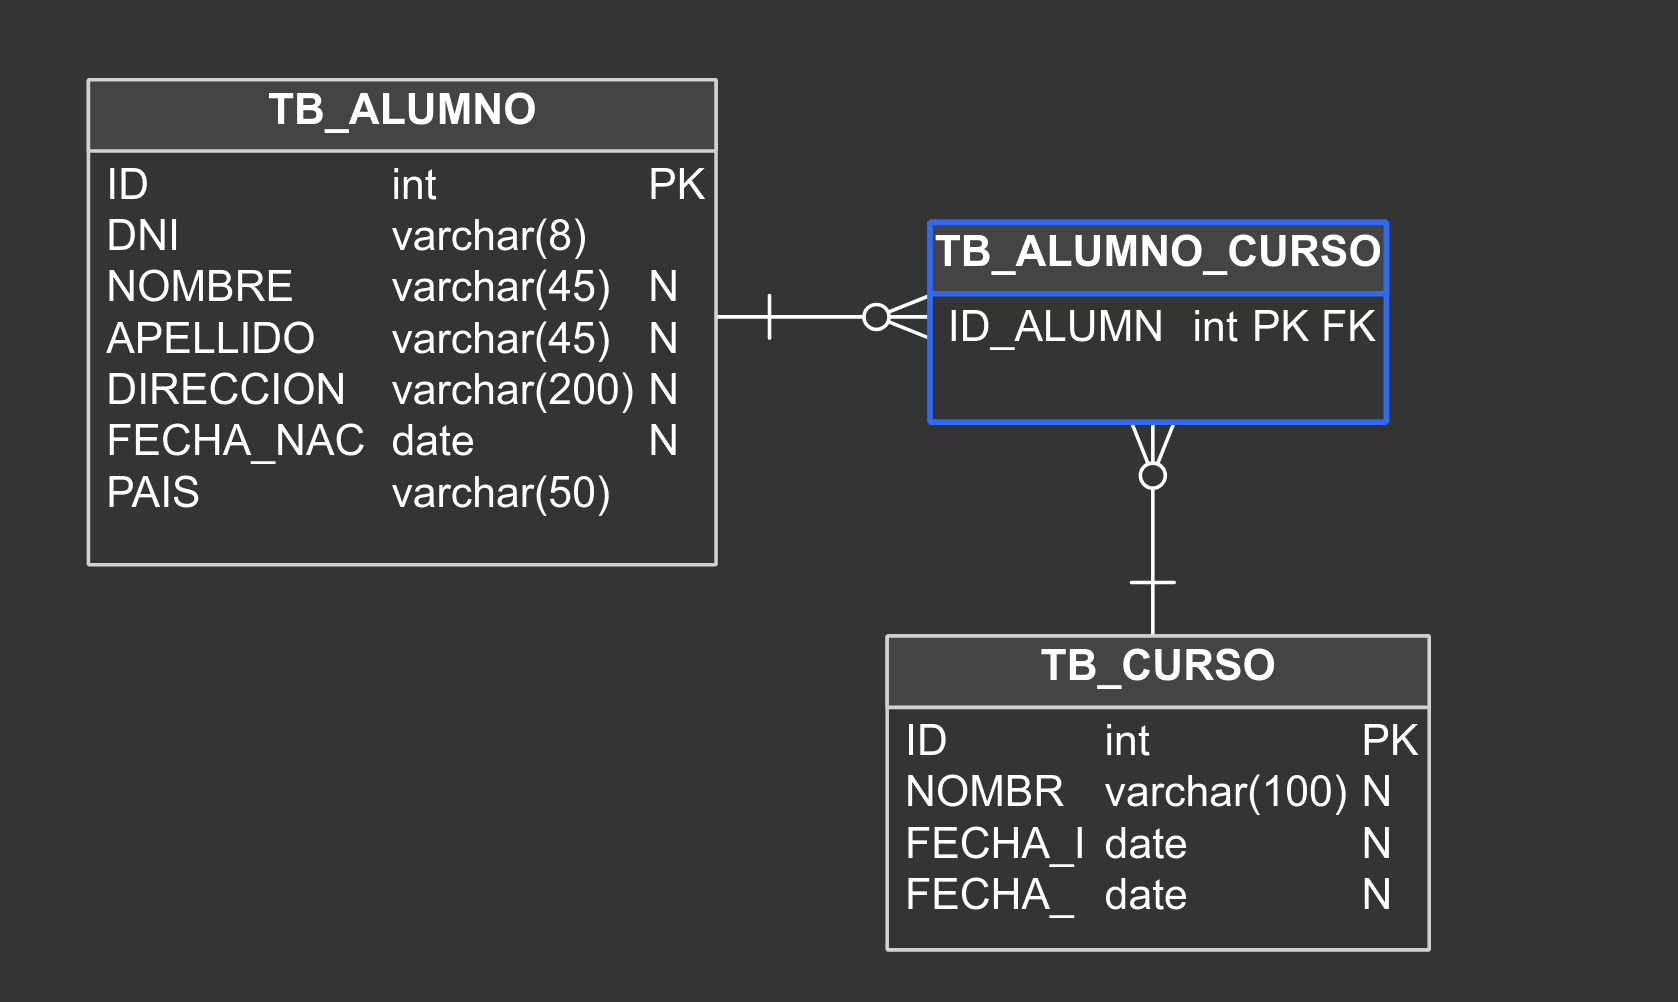 TB_ALUMNO
ID int PK
DNI varchar(8)
NOMBRE varchar(45) N
APELLIDO varchar(45) N
DIRECCION varchar(200) N
FECHA_NAC date N
PAIS varchar(50)
TB_ALUMNO_CURSO
ID_ALUMN int PK FK
TB_CURSO
ID int PK
NOMBR varchar(100) N
FECHA_I date N
FECHA_ date N